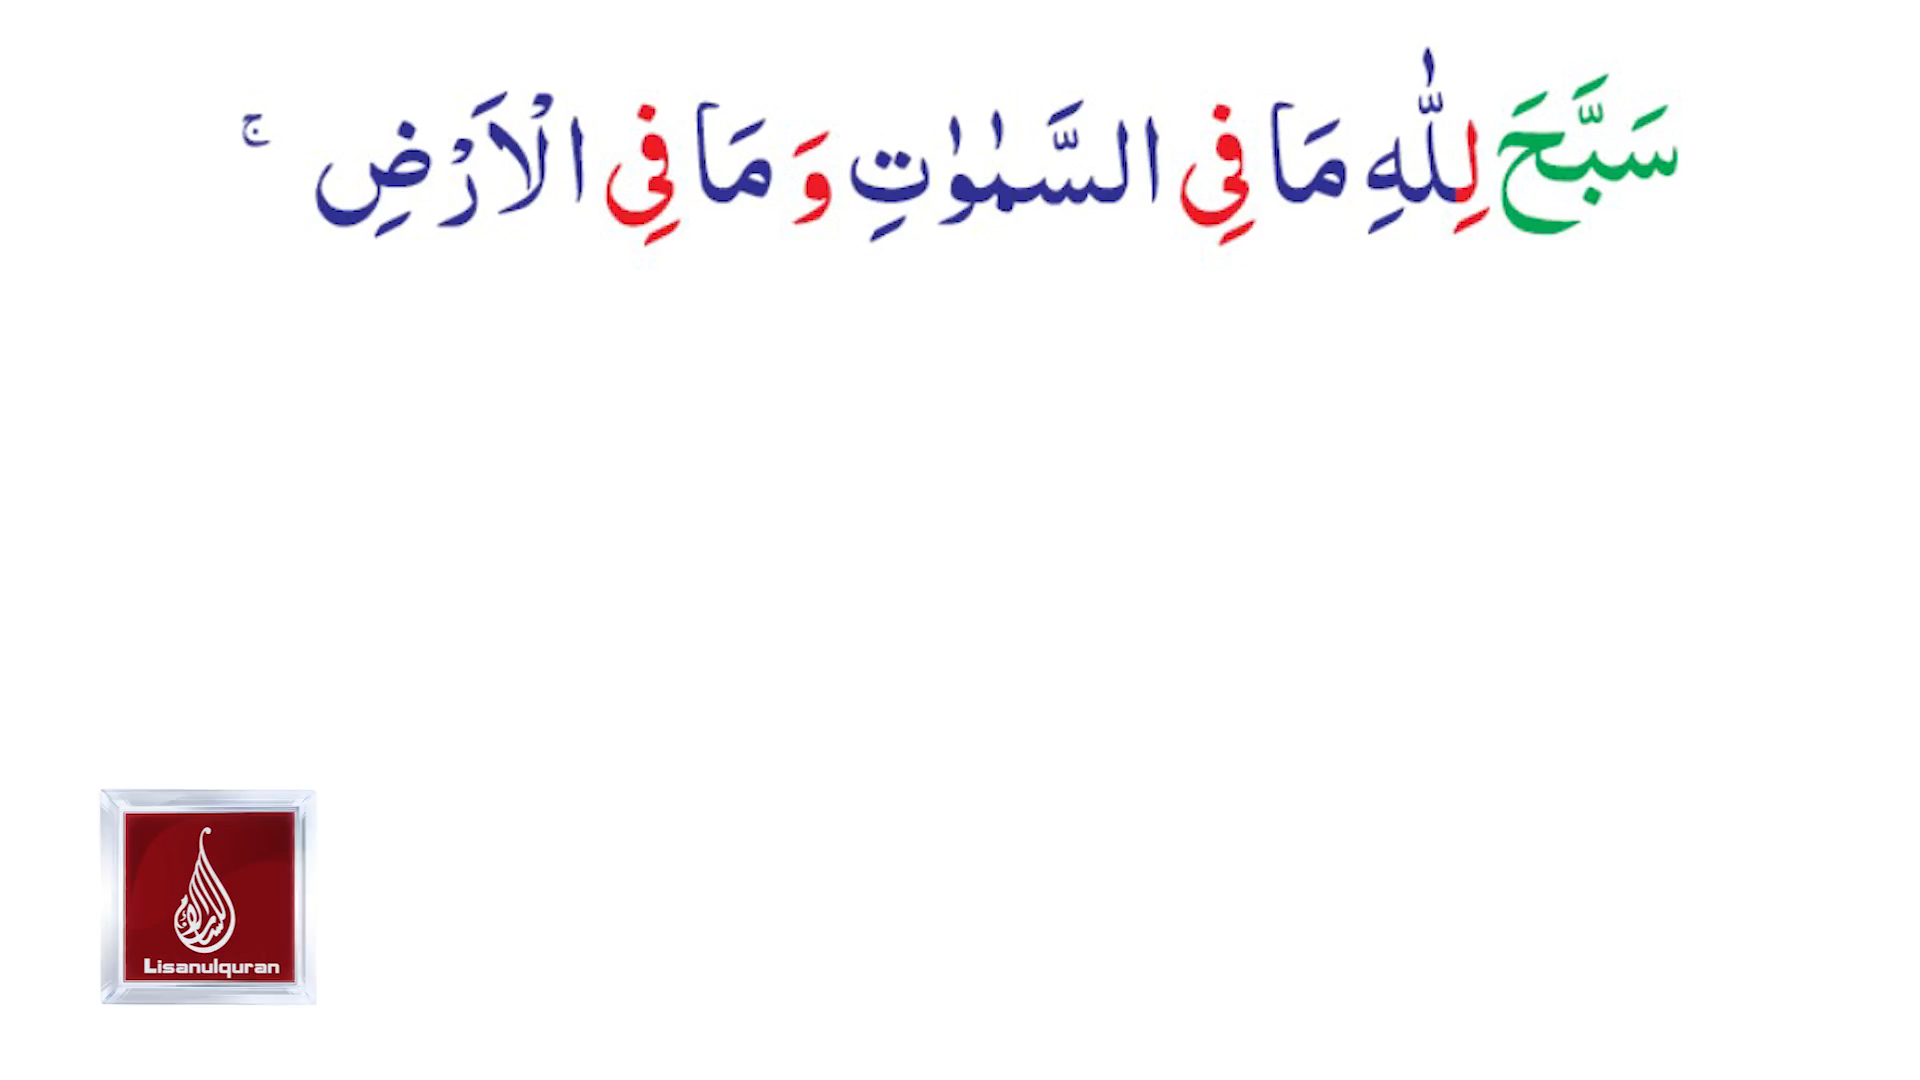 سَبَّحَ لِلّٰهِ مَا فِی السَّمٰوٰتِ وَ مَا فِی الْاَرْضِ ۚ
Lisanulquran